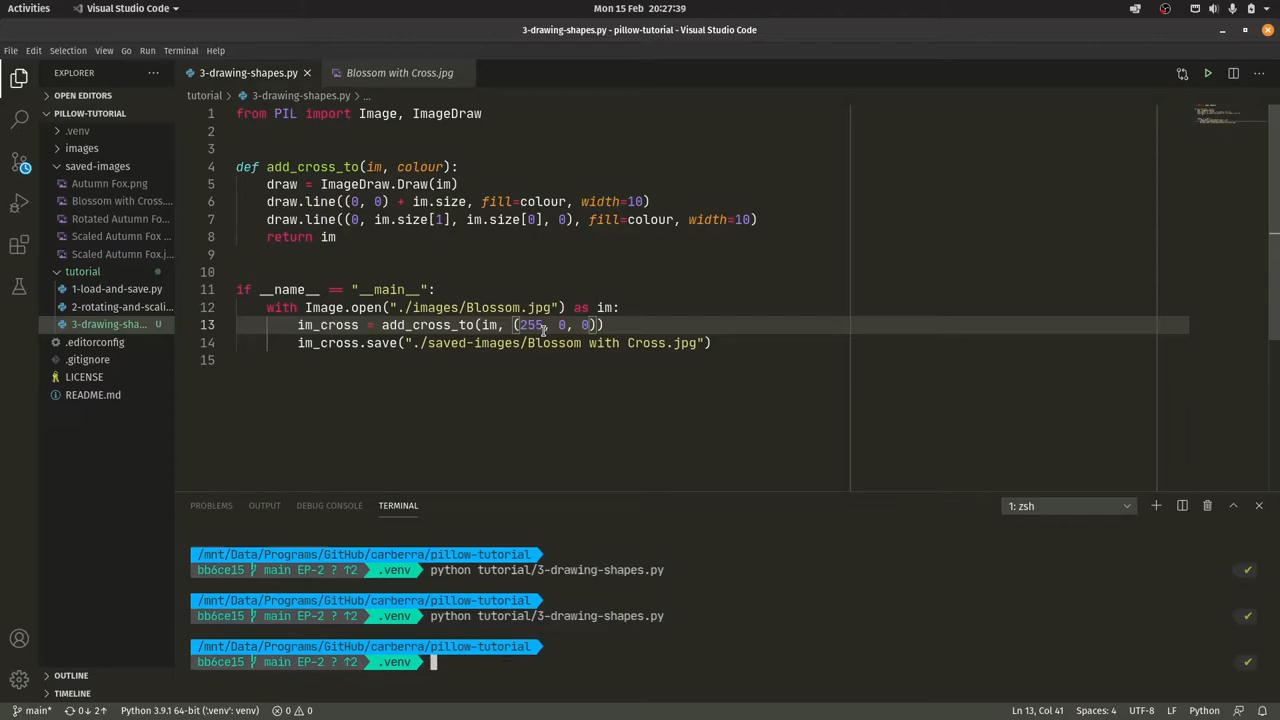 Activities
Visual Studio Code
Mon 15 Feb 20:27:39
3-drawing-shapes.py - pillow-tutorial - Visual Studio Code
File Edit Selection View Go Run Terminal Help
EXPLORER
3-drawing-shapes.py
Blossom with Cross.jpg
OPEN EDITORS
PILLOW-TUTORIAL
.venv
images
saved-images
Autumn Fox.png
Blossom with Cross....
Rotated Autumn Fo...
Scaled Autumn Fox ...
Scaled Autumn Fox.j...
tutorial
1-load-and-save.py
2-rotating-and-scali...
3-drawing-sha... U
.editorconfig
.gitignore
LICENSE
README.md
OUTLINE
TIMELINE
tutorial > 3-drawing-shapes.py > ...
1 from PIL import Image, ImageDraw
2
3
4 def add_cross_to(im, colour):
5 draw = ImageDraw.Draw(im)
6 draw.line((0, 0) + im.size, fill=colour, width=10)
7 draw.line((0, im.size[1], im.size[0], 0), fill=colour, width=10)
8 return im
9
10
11 if __name__ == "__main__":
12 with Image.open("./images/Blossom.jpg") as im:
13 im_cross = add_cross_to(im, (255, 0, 0))
14 im_cross.save("./saved-images/Blossom with Cross.jpg")
15
PROBLEMS OUTPUT DEBUG CONSOLE TERMINAL
1: zsh
/mnt/Data/Programs/GitHub/carberra/pillow-tutorial
bb6ce15 main EP-2 ? ↑2 .venv python tutorial/3-drawing-shapes.py
/mnt/Data/Programs/GitHub/carberra/pillow-tutorial
bb6ce15 main EP-2 ? ↑2 .venv python tutorial/3-drawing-shapes.py
/mnt/Data/Programs/GitHub/carberra/pillow-tutorial
bb6ce15 main EP-2 ? ↑2 .venv
main* 0↓ 2↑ Python 3.9.1 64-bit ('.venv': venv) 0 0
Ln 13, Col 41 Spaces: 4 UTF-8 LF Python